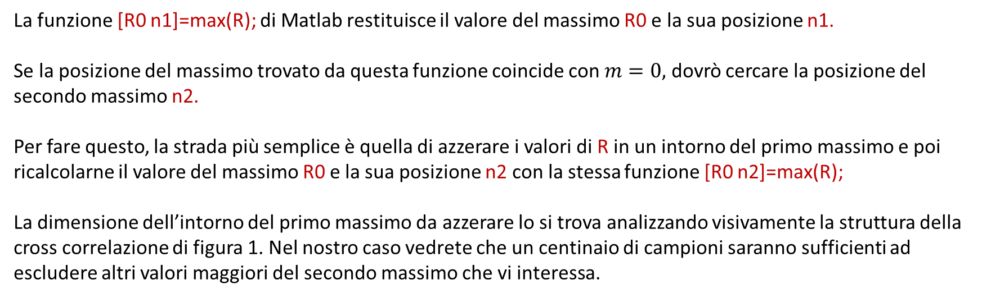 La funzione [R0 n1]=max(R); di Matlab restituisce il valore del massimo R0 e la sua posizione n1.
Se la posizione del massimo trovato da questa funzione coincide con m = 0, dovrò cercare la posizione del
secondo massimo n2.
Per fare questo, la strada più semplice è quella di azzerare i valori di R in un intorno del primo massimo e poi
ricalcolarne il valore del massimo R0 e la sua posizione n2 con la stessa funzione [R0 n2]=max(R);
La dimensione dell’intorno del primo massimo da azzerare lo si trova analizzando visivamente la struttura della
cross correlazione di figura 1. Nel nostro caso vedrete che un centinaio di campioni saranno sufficienti ad
escludere altri valori maggiori del secondo massimo che vi interessa.